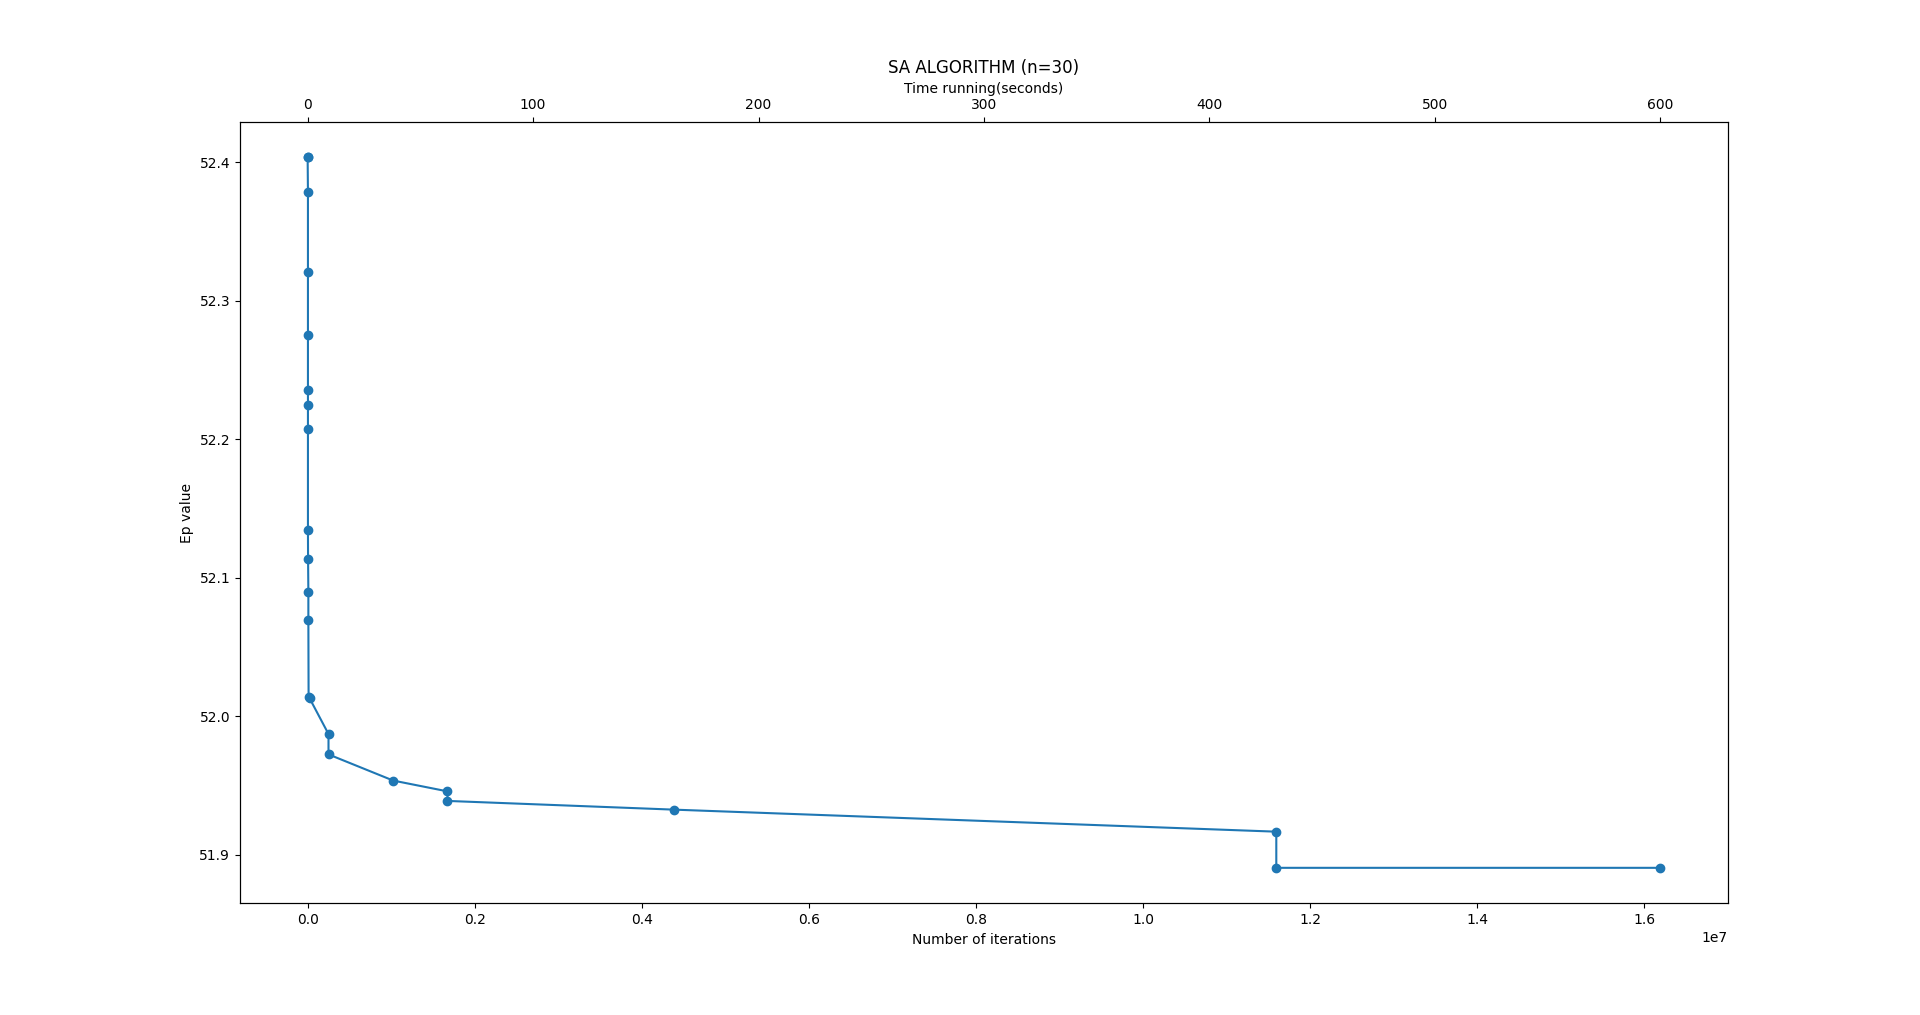 SA ALGORITHM (n=30)
Time running(seconds)
0 100 200 300 400 500 600
52.4
52.3
52.2
52.1
52.0
51.9
Ep value
0.0 0.2 0.4 0.6 0.8 1.0 1.2 1.4 1.6
Number of iterations
1e7